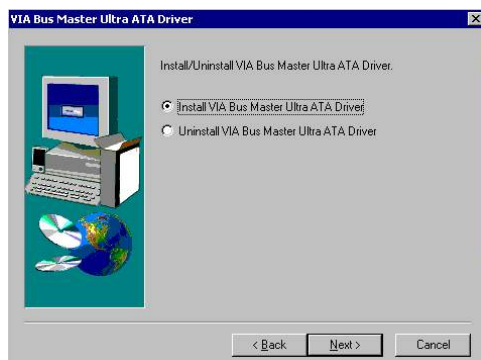 VIA Bus Master Ultra ATA Driver
Install/Uninstall VIA Bus Master Ultra ATA Driver.
Install VIA Bus Master Ultra ATA Driver
Uninstall VIA Bus Master Ultra ATA Driver
< Back
Next >
Cancel